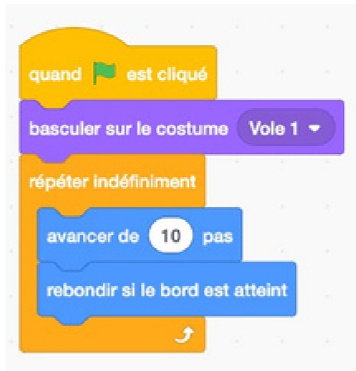 quand est cliqué
basculer sur le costume Vole 1
répéter indéfiniment
avancer de 10 pas
rebondir si le bord est atteint